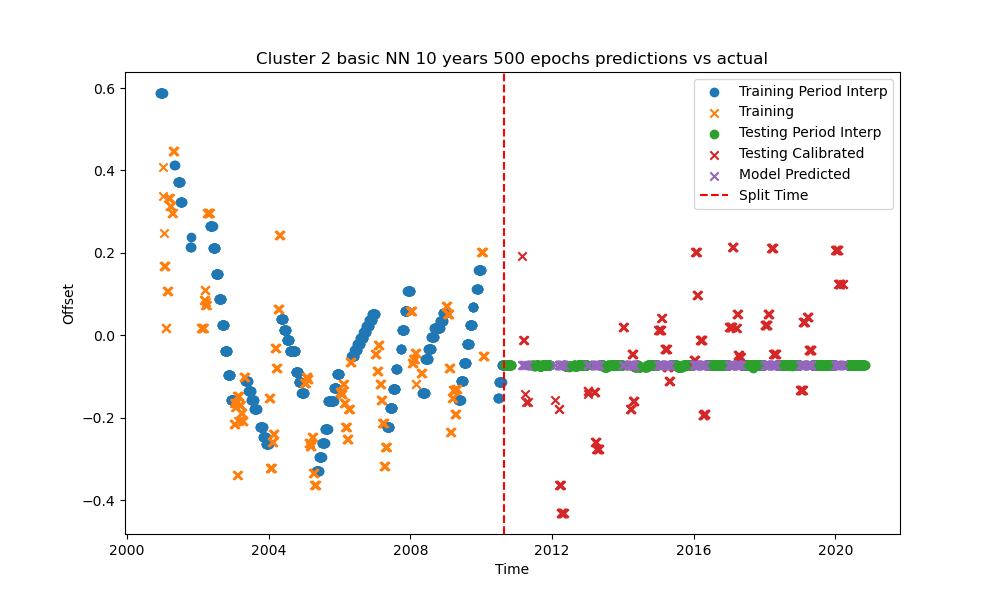 Cluster 2 basic NN 10 years 500 epochs predictions vs actual
0.6
0.4
0.2
0.0
−0.2
−0.4
Offset
2000
2004
2008
2012
2016
2020
Time
Training Period Interp
Training
Testing Period Interp
Testing Calibrated
Model Predicted
Split Time